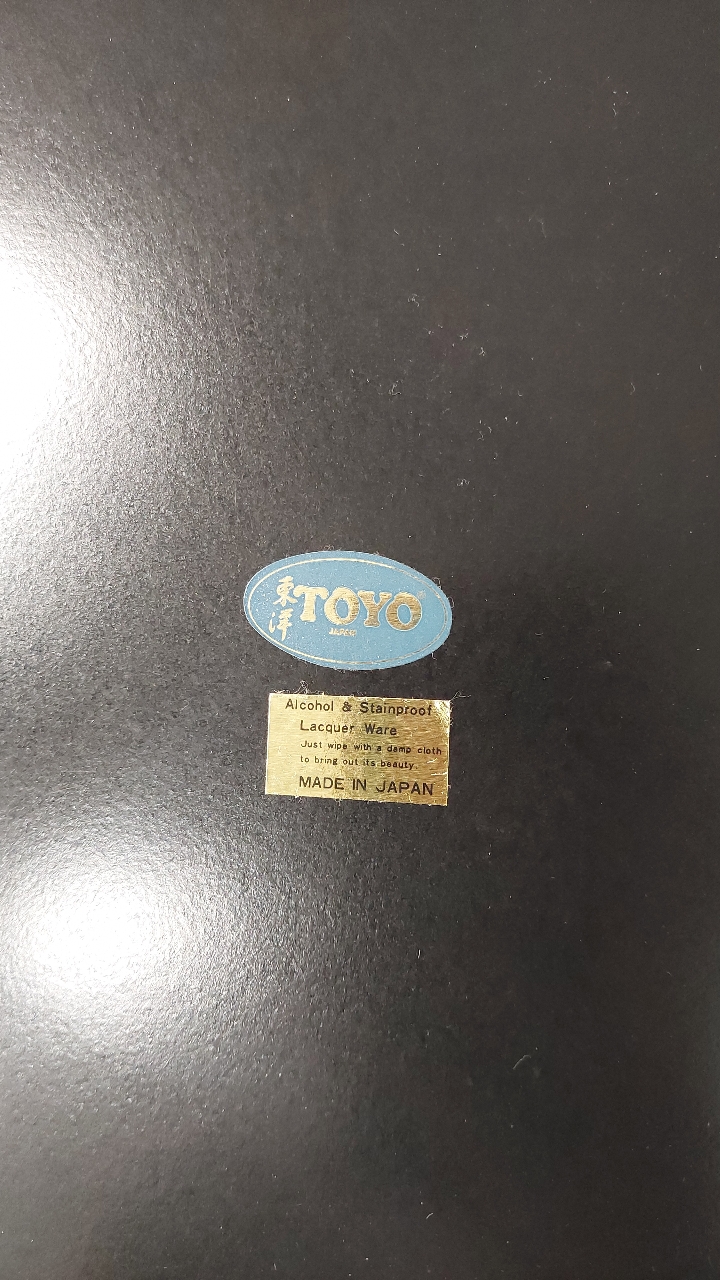 東洋
TOYO
JAPAN
Alcohol & Stainproof
Lacquer Ware
Just wipe with a damp cloth
to bring out its beauty.
MADE IN JAPAN